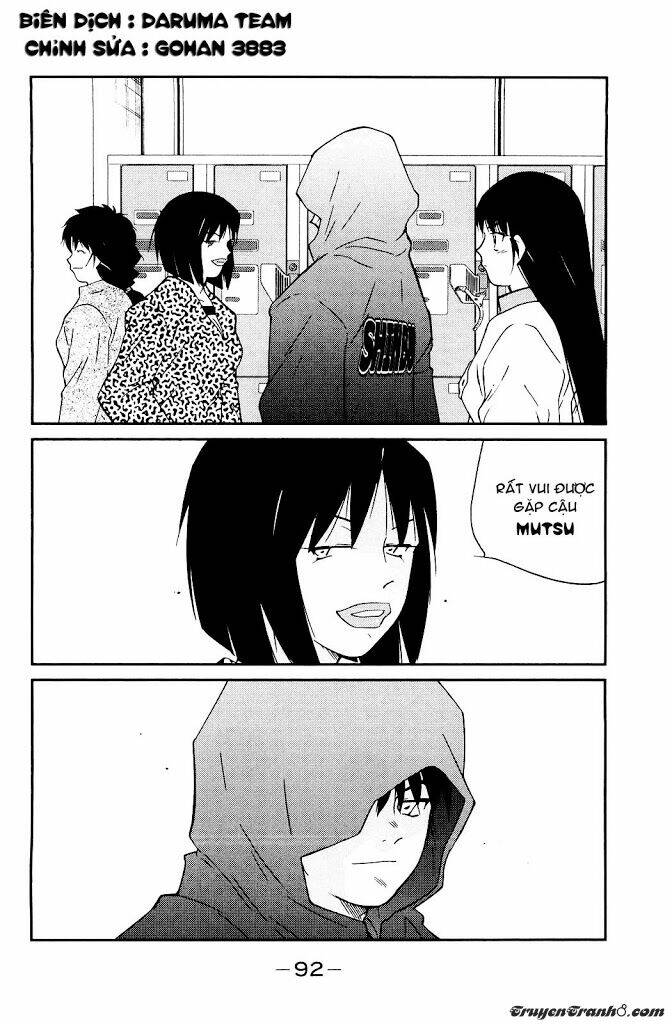 BIÊN DỊCH : DARUMA TEAM
CHỈNH SỬA : GOHAN 3883
RẤT VUI ĐƯỢC
GẶP CẬU
MUTSU
-92-
TruyenTranh8.com